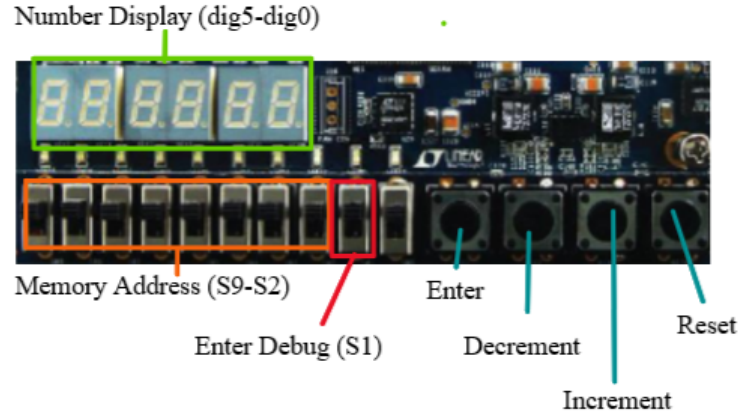 Number Display (dig5-dig0)
Memory Address (S9-S2)
Enter
Enter Debug (S1)
Decrement
Reset
Increment